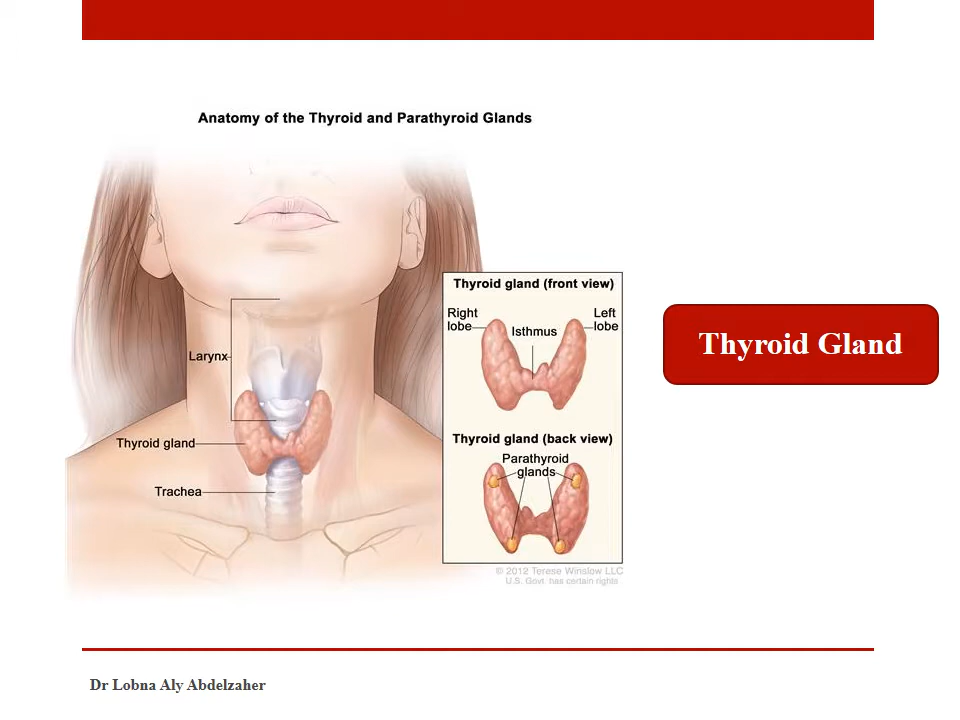 Anatomy of the Thyroid and Parathyroid Glands
Larynx
Thyroid gland
Trachea
Thyroid gland (front view)
Right
lobe
Isthmus
Left
lobe
Thyroid gland (back view)
Parathyroid
glands
© 2012 Terese Winslow LLC
U.S. Govt. has certain rights
Thyroid Gland
Dr Lobna Aly Abdelzaher